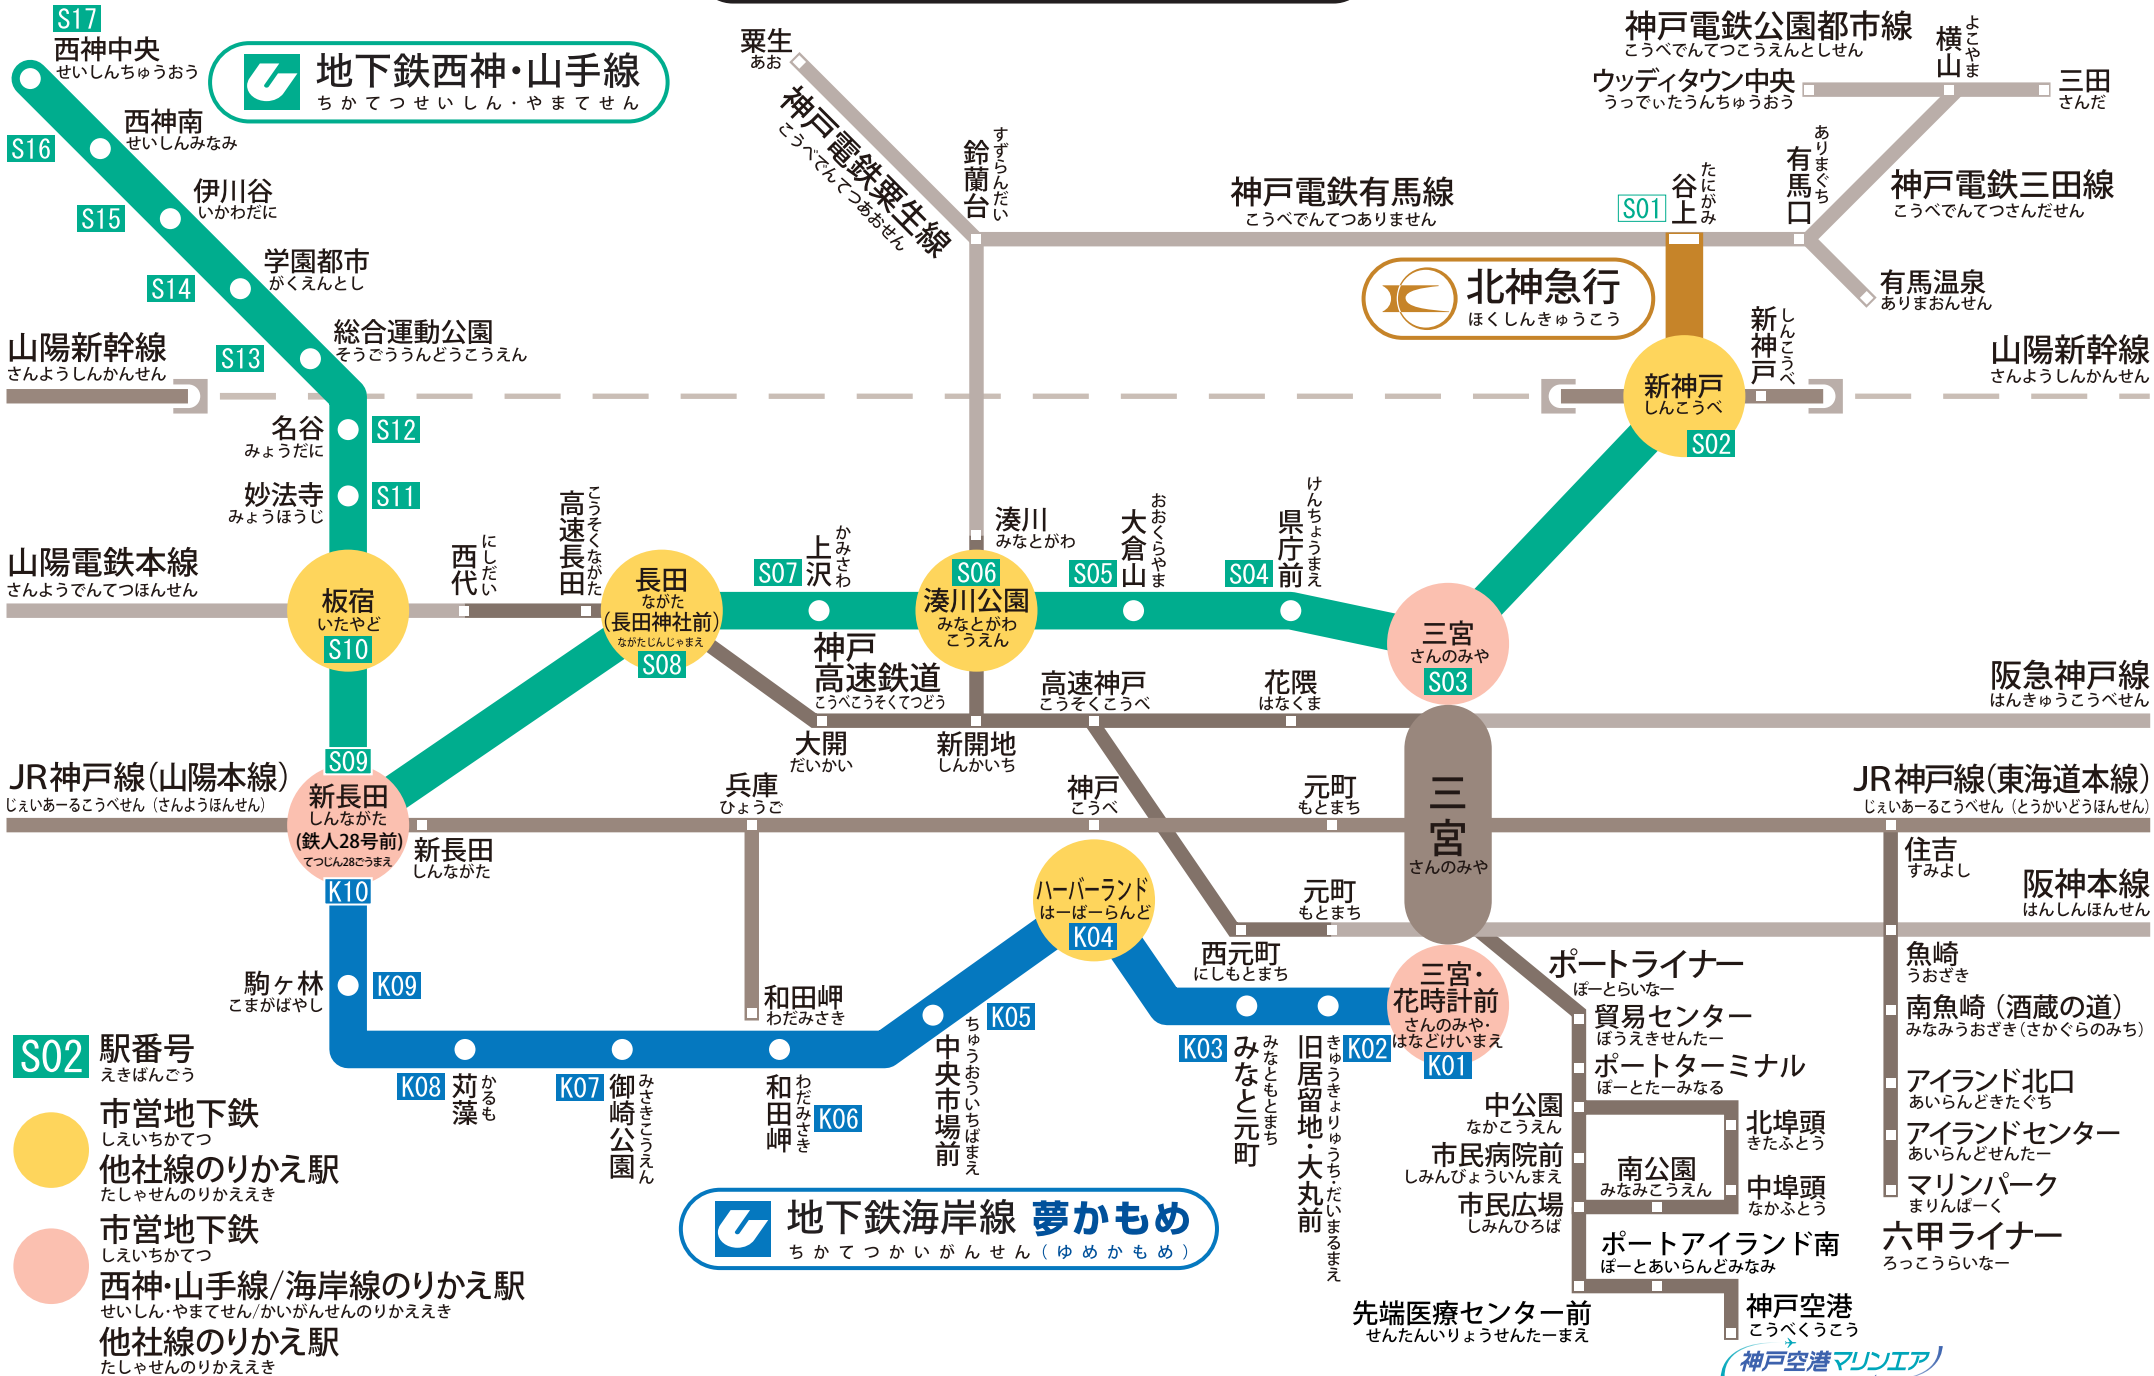 S17
西神中央
せいしんちゅうおう
地下鉄西神・山手線
ちかてつせいしん・やまてせん
S16
西神南
せいしんみなみ
S15
伊川谷
いかわだに
S14
学園都市
がくえんとし
S13
総合運動公園
そうごううんどうこうえん
山陽新幹線
さんようしんかんせん
名谷
みょうだに
S12
妙法寺
みょうほうじ
S11
山陽電鉄本線
さんようでんてつほんせん
板宿
いたやど
S10
西代
にしだい
高速長田
こうそくながた
長田
ながた
(長田神社前)
ながたじんじゃまえ
S08
S07
上沢
かみさわ
粟生
あお
神戸電鉄粟生線
こうべでんてつあおせん
鈴蘭台
すずらんだい
神戸電鉄有馬線
こうべでんてつありません
神戸電鉄公園都市線
こうべでんてつこうえんとしせん
ウッディタウン中央
うっでぃたうんちゅうおう
横山
よこやま
三田
さんだ
有馬口
ありまぐち
神戸電鉄三田線
こうべでんてつさんだせん
S01
谷上
たにがみ
有馬温泉
ありまおんせん
北神急行
ほくしんきゅうこう
新神戸
しんこうべ
S02
新神戸
しんこうべ
山陽新幹線
さんようしんかんせん
湊川
みなとがわ
S06
湊川公園
みなとがわ
こうえん
S05
大倉山
おおくらやま
S04
県庁前
けんちょうまえ
三宮
さんのみや
S03
神戸
高速鉄道
こうべこうそくてつどう
大開
だいかい
新開地
しんかいち
高速神戸
こうそくこうべ
花隈
はなくま
阪急神戸線
はんきゅうこうべせん
JR神戸線(山陽本線)
じぇいあーるこうべせん(さんようほんせん)
S09
新長田
しんながた
(鉄人28号前)
てつじん28ごうまえ
K10
新長田
しんながた
兵庫
ひょうご
神戸
こうべ
元町
もとまち
三宮
さんのみや
JR神戸線(東海道本線)
じぇいあーるこうべせん(とうかいどうほんせん)
住吉
すみよし
阪神本線
はんしんほんせん
元町
もとまち
西元町
にしもとまち
和田岬
わだみさき
ハーバーランド
はーばーらんど
K04
駒ヶ林
こまがばやし
K09
K08
苅藻
かるも
K07
御崎公園
みさきこうえん
和田岬
わだみさき
K06
中央市場前
ちゅうおういちばまえ
K05
K03
みなと元町
みなともとまち
旧居留地・大丸前
きゅうきょりゅうち・だいまるまえ
K02
三宮・
花時計前
さんのみや・
はなどけいまえ
K01
ポートライナー
ぽーとらいなー
貿易センター
ぼうえきせんたー
ポートターミナル
ぽーとたーみなる
中公園
なかこうえん
北埠頭
きたふとう
市民病院前
しみんびょういんまえ
南公園
みなみこうえん
中埠頭
なかふとう
市民広場
しみんひろば
ポートアイランド南
ぽーとあいらんどみなみ
先端医療センター前
せんたんいりょうせんたーまえ
神戸空港
こうべくうこう
神戸空港マリンエア
魚崎
うおざき
南魚崎(酒蔵の道)
みなみうおざき(さかぐらのみち)
アイランド北口
あいらんどきたぐち
アイランドセンター
あいらんどせんたー
マリンパーク
まりんぱーく
六甲ライナー
ろっこうらいなー
地下鉄海岸線 夢かもめ
ちかてつかいがんせん(ゆめかもめ)
S02
駅番号
えきばんごう
市営地下鉄
しえいちかてつ
他社線のりかえ駅
たしゃせんのりかええき
市営地下鉄
しえいちかてつ
西神・山手線/海岸線のりかえ駅
せいしん・やまてせん/かいがんせんのりかええき
他社線のりかえ駅
たしゃせんのりかええき